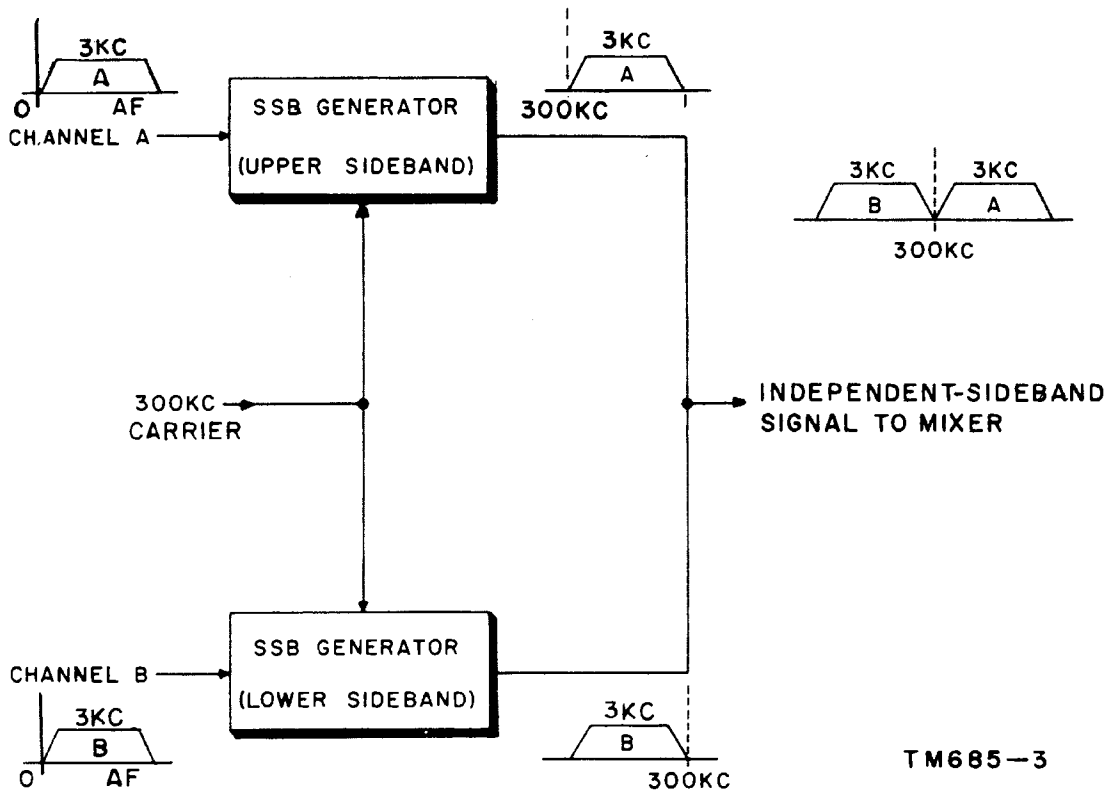 3KC
A
0 AF
CHANNEL A
SSB GENERATOR
(UPPER SIDEBAND)
3KC
A
300KC
3KC 3KC
B A
300KC
300KC
CARRIER
INDEPENDENT-SIDEBAND
SIGNAL TO MIXER
CHANNEL B
SSB GENERATOR
(LOWER SIDEBAND)
3KC
B
0 AF
3KC
B
300KC
TM685-3